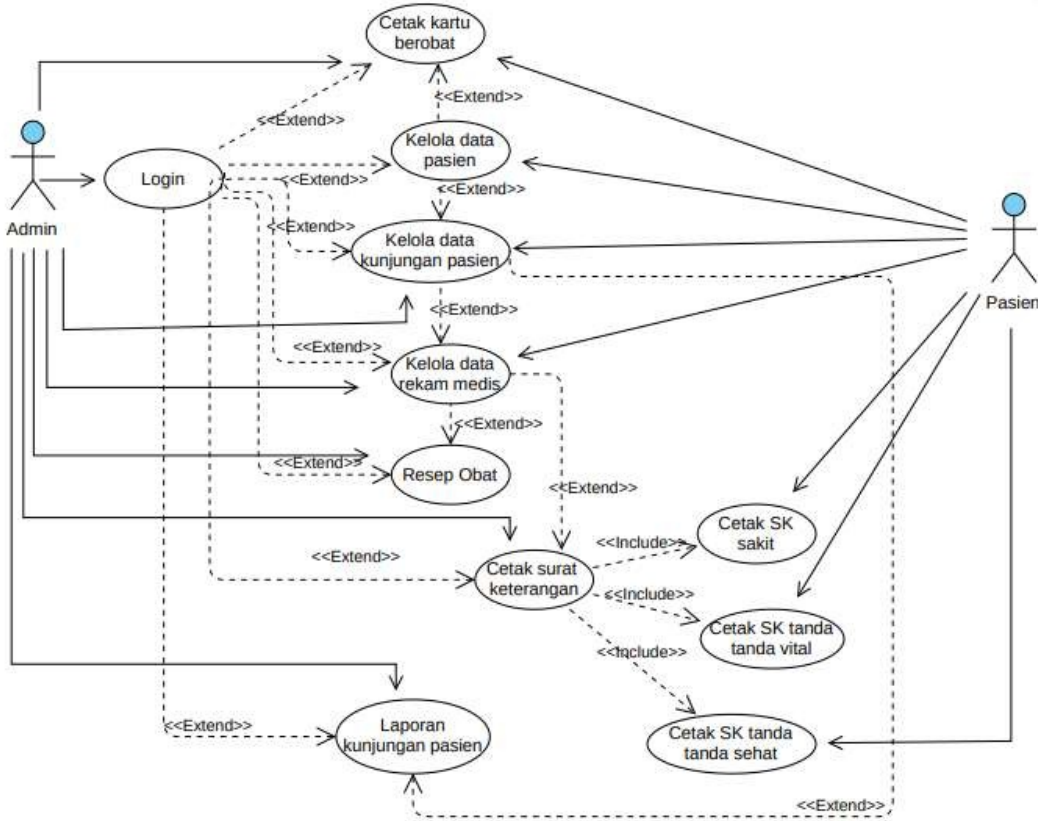 Cetak kartu
berobat
<<Extend>>
<<Extend>>
Kelola data
pasien
Login
<<Extend>>
<<Extend>>
Admin
<<Extend>>
Kelola data
kunjungan pasien
Pasien
<<Extend>>
<<Extend>>
Kelola data
rekam medis
<<Extend>>
<<Extend>>
Resep Obat
<<Extend>>
Cetak SK
sakit
<<Include>>
<<Extend>>
Cetak surat
keterangan
<<Include>>
Cetak SK tanda
tanda vital
<<Include>>
<<Extend>>
Laporan
kunjungan pasien
Cetak SK tanda
tanda sehat
<<Extend>>